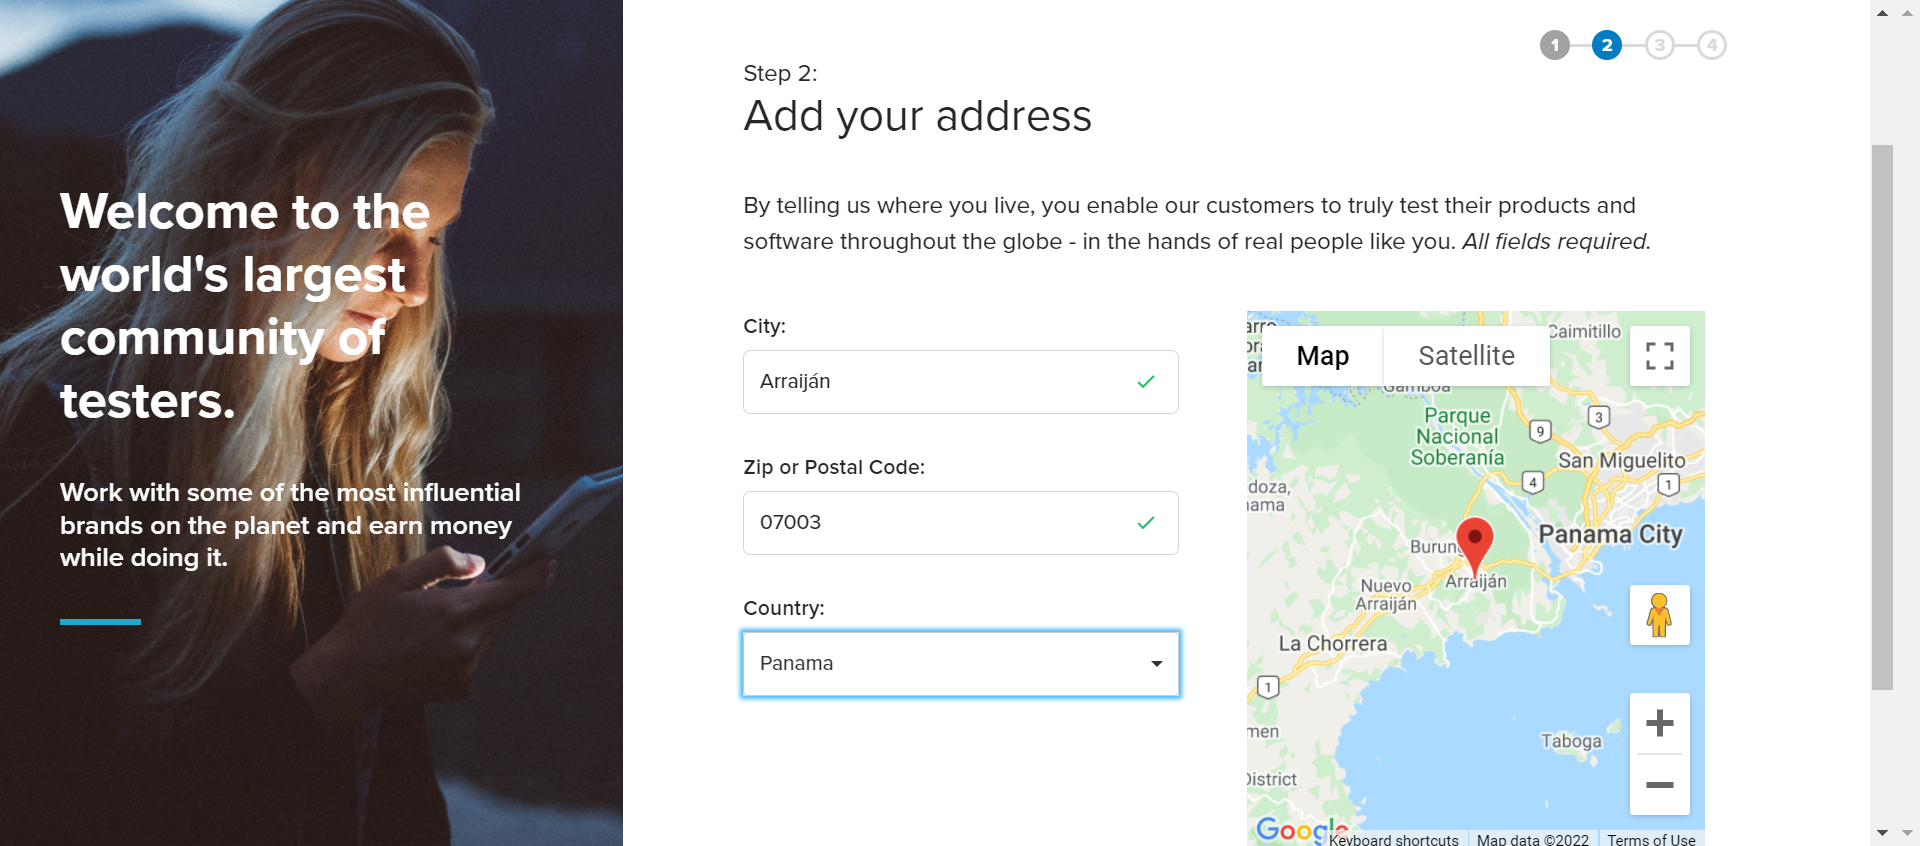 Welcome to the
world's largest
community of
testers.
Work with some of the most influential
brands on the planet and earn money
while doing it.
1 2 3 4
Step 2:
Add your address
By telling us where you live, you enable our customers to truly test their products and
software throughout the globe - in the hands of real people like you. All fields required.
City:
Arraiján
Zip or Postal Code:
07003
Country:
Panama
Map
Satellite
Caimitillo
Gamboa
Parque
Nacional
Soberanía
9
3
San Miguelito
4
1
doza,
nama
Panama City
Burung
Arraiján
Nuevo
Arraiján
La Chorrera
1
men
Taboga
District
Google
Keyboard shortcuts
Map data ©2022
Terms of Use